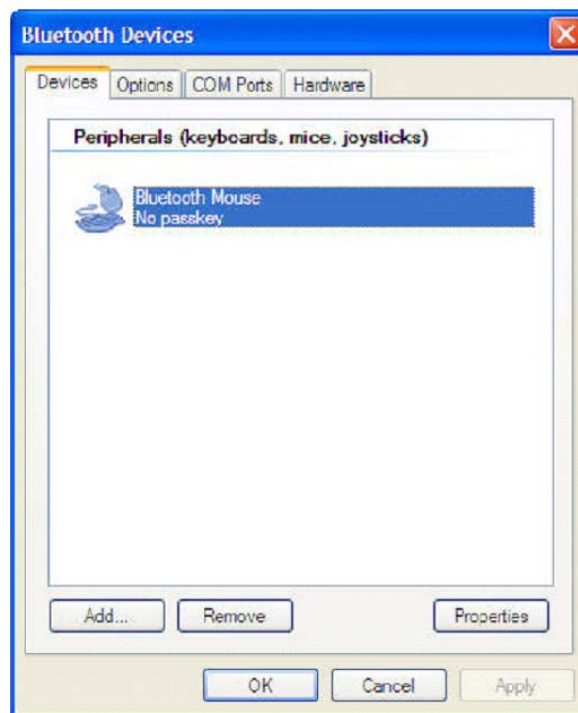 Bluetooth Devices
Devices Options COM Ports Hardware
Peripherals (keyboards, mice, joysticks)
Bluetooth Mouse
No passkey
Add... Remove Properties
OK Cancel Apply